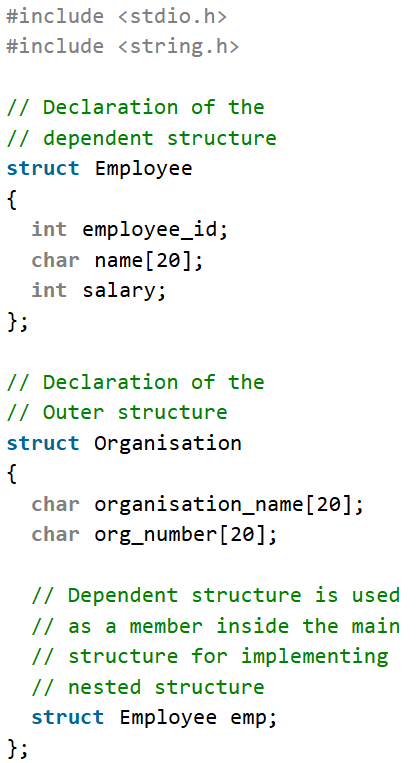 #include <stdio.h>
#include <string.h>
// Declaration of the
// dependent structure
struct Employee
{
  int employee_id;
  char name[20];
  int salary;
};
// Declaration of the
// Outer structure
struct Organisation
{
  char organisation_name[20];
  char org_number[20];
  // Dependent structure is used
  // as a member inside the main
  // structure for implementing
  // nested structure
  struct Employee emp;
};